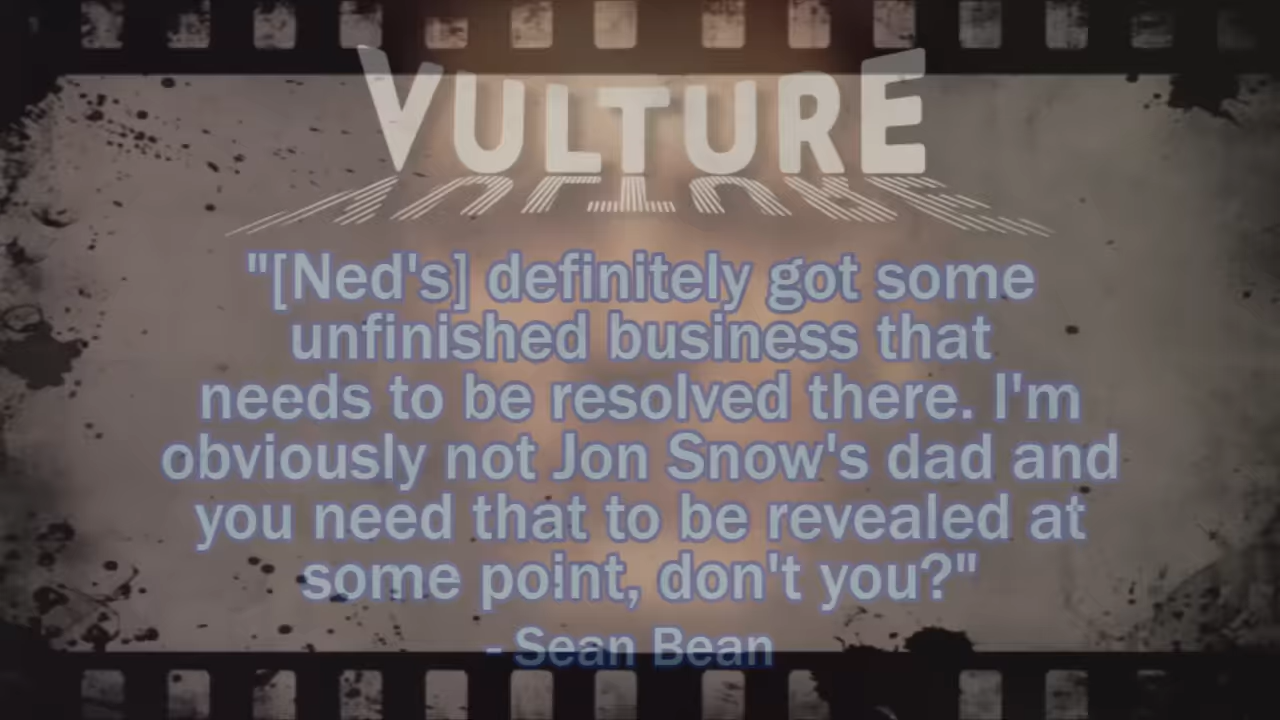 VULTURE
"[Ned's] definitely got some
unfinished business that
needs to be resolved there. I'm
obviously not Jon Snow's dad and
you need that to be revealed at
some point, don't you?"
- Sean Bean